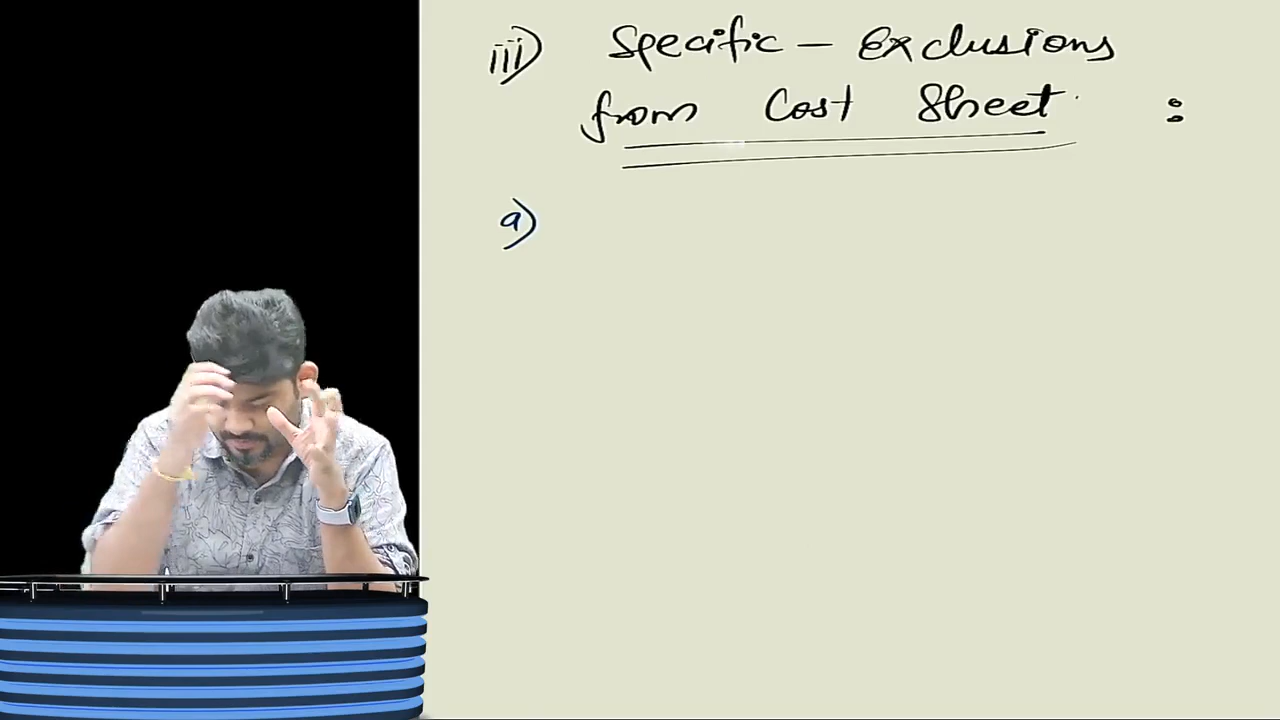 iii) Specific - Exclusions
from Cost Sheet :
a)